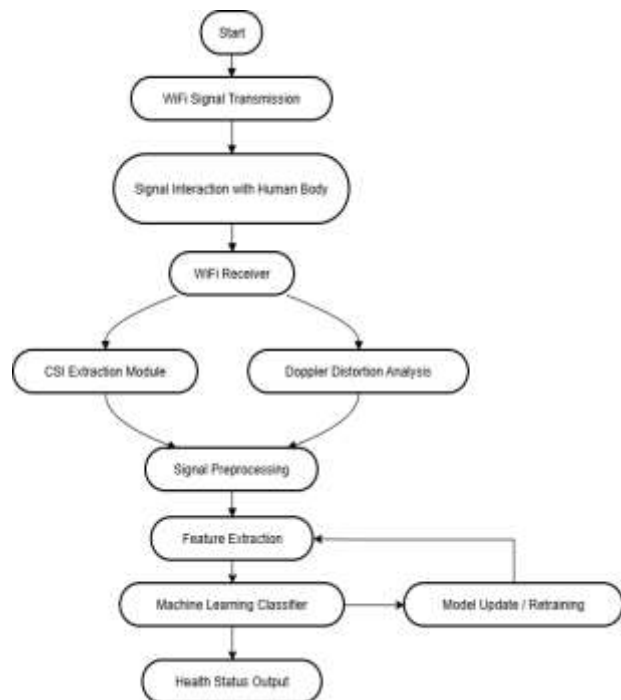 Start
WiFi Signal Transmission
Signal Interaction with Human Body
WiFi Receiver
CSI Extraction Module
Doppler Distortion Analysis
Signal Preprocessing
Feature Extraction
Machine Learning Classifier
Model Update / Retraining
Health Status Output